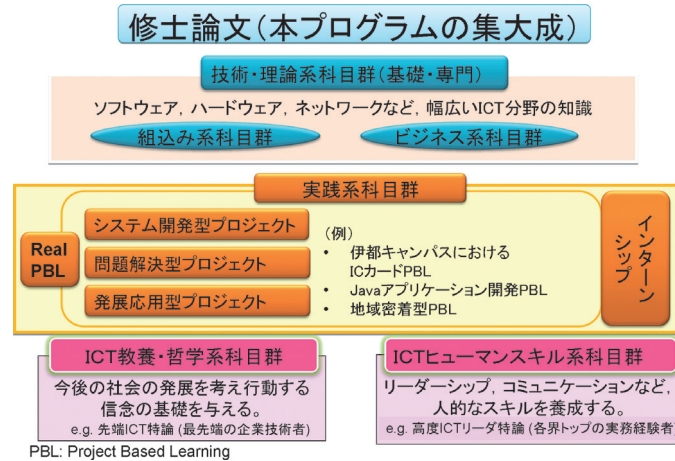 修士論文(本プログラムの集大成)
技術・理論系科目群(基礎・専門)
ソフトウェア, ハードウェア, ネットワークなど, 幅広いICT分野の知識
組込み系科目群
ビジネス系科目群
実践系科目群
Real
PBL
システム開発型プロジェクト
問題解決型プロジェクト
発展応用型プロジェクト
(例)
• 伊都キャンパスにおける
ICカードPBL
• Javaアプリケーション開発PBL
• 地域密着型PBL
インターン
シップ
ICT教養・哲学系科目群
今後の社会の発展を考え行動する
信念の基礎を与える。
e.g. 先端ICT特論 (最先端の企業技術者)
ICTヒューマンスキル系科目群
リーダーシップ, コミュニケーションなど,
人的なスキルを養成する。
e.g. 高度ICTリーダ特論 (各界トップの実務経験者)
PBL: Project Based Learning